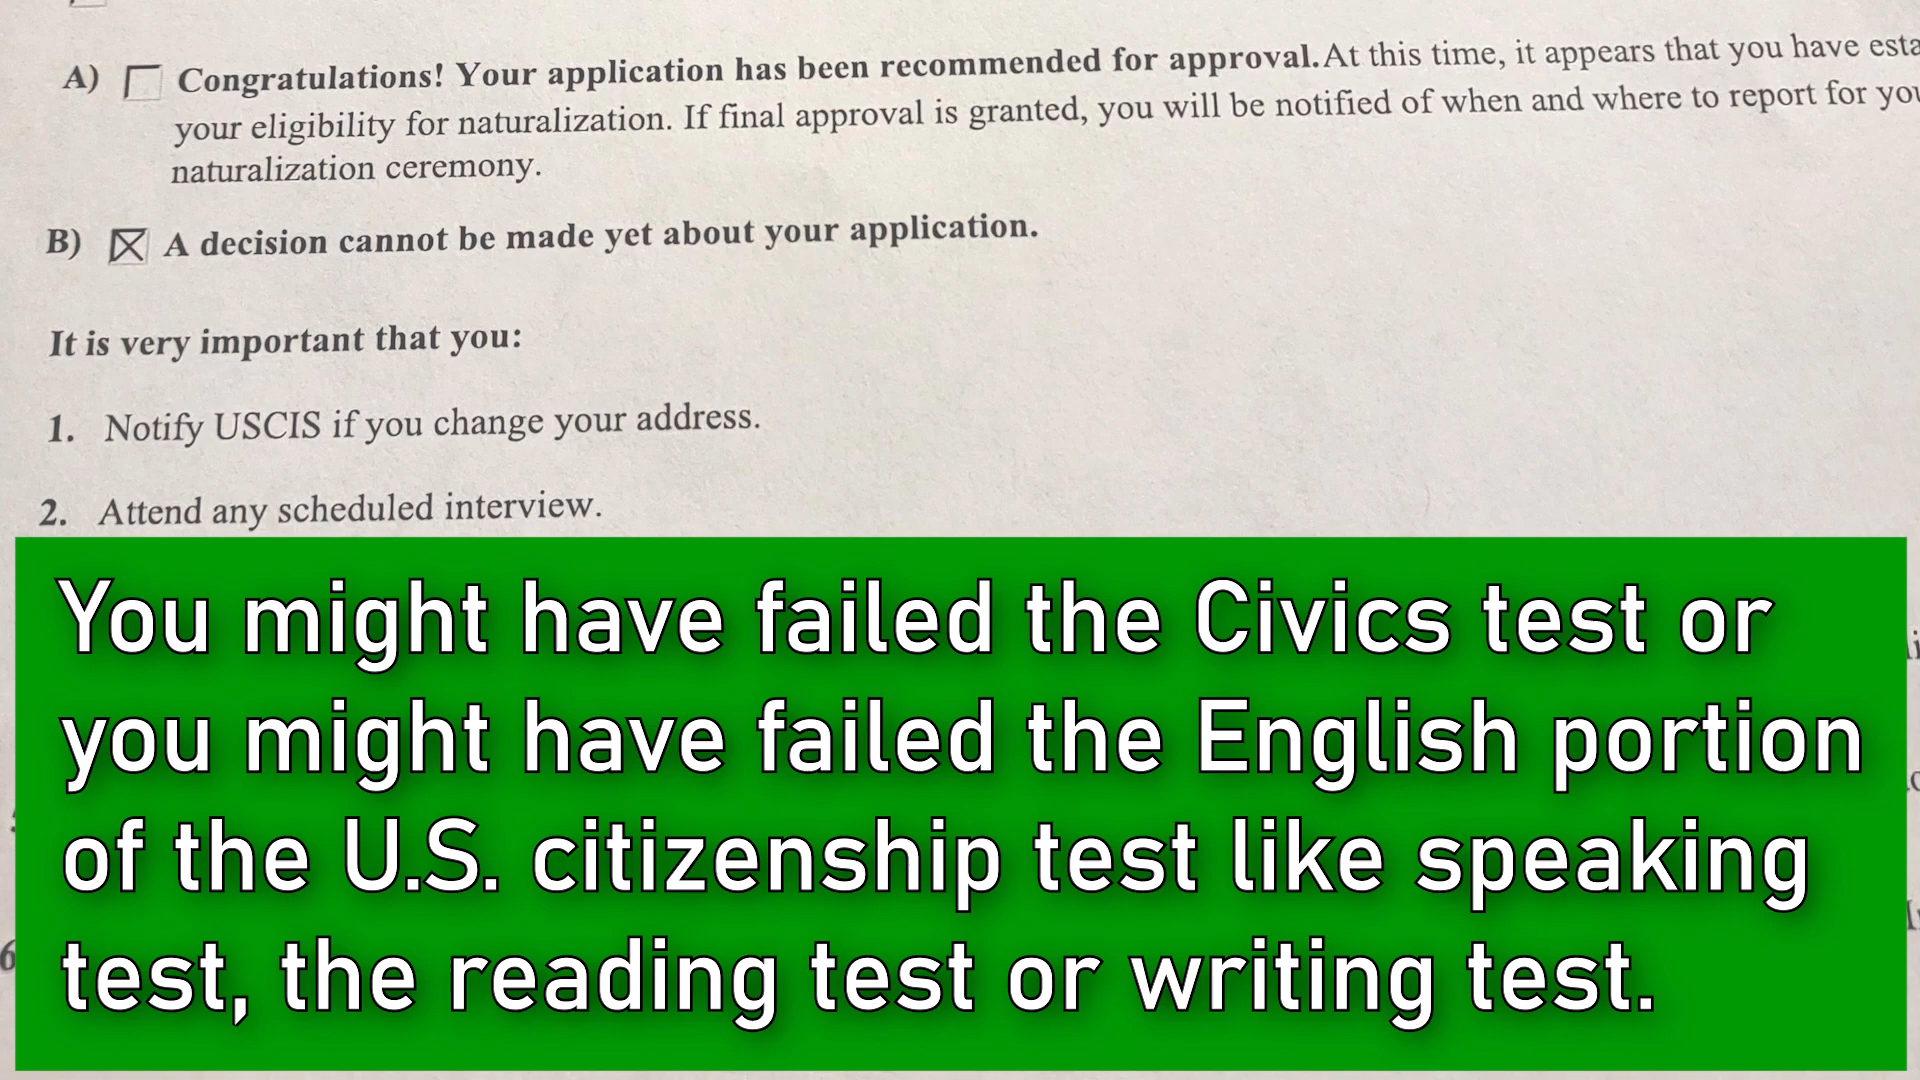 A) Congratulations! Your application has been recommended for approval. At this time, it appears that you have esta
your eligibility for naturalization. If final approval is granted, you will be notified of when and where to report for you
naturalization ceremony.
B) A decision cannot be made yet about your application.
It is very important that you:
1. Notify USCIS if you change your address.
2. Attend any scheduled interview.
You might have failed the Civics test or
you might have failed the English portion
of the U.S. citizenship test like speaking
test, the reading test or writing test.
6